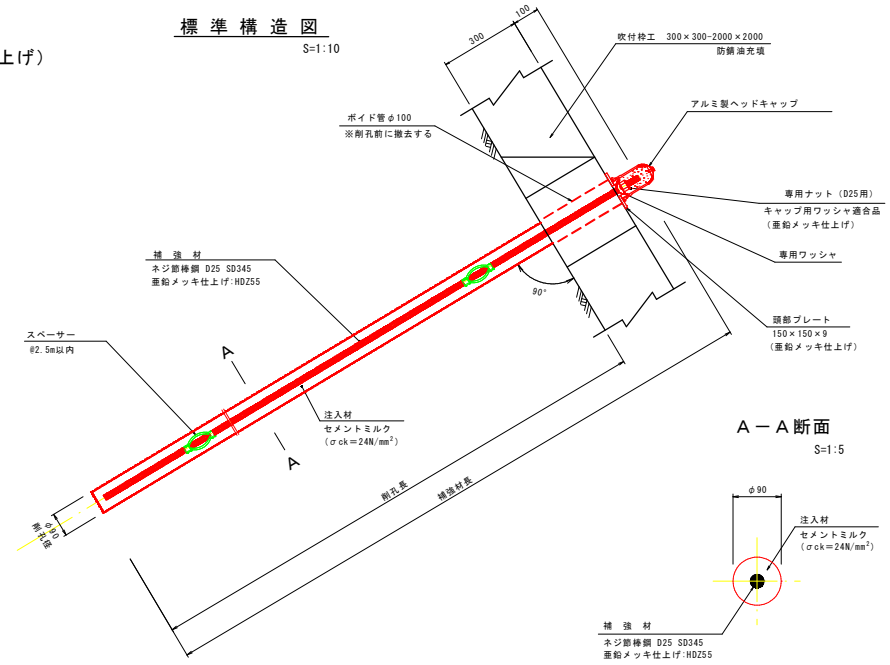 標準構造図
S=1:10
上げ）
300
100
吹付枠工 300×300-2000×2000
防錆油充填
アルミ製ヘッドキャップ
ボイド管φ100
※削孔前に撤去する
専用ナット（D25用）
キャップ用ワッシャ適合品
（亜鉛メッキ仕上げ）
専用ワッシャ
補強材
ネジ節棒鋼 D25 SD345
亜鉛メッキ仕上げ:HDZ55
90°
頭部プレート
150×150×9
（亜鉛メッキ仕上げ）
スペーサー
@2.5m以内
A
A
注入材
セメントミルク
(σck=24N/mm²)
削孔長
補強材長
φ90
削孔径
A－A断面
S=1:5
φ90
注入材
セメントミルク
(σck=24N/mm²)
補強材
ネジ節棒鋼 D25 SD345
亜鉛メッキ仕上げ:HDZ55